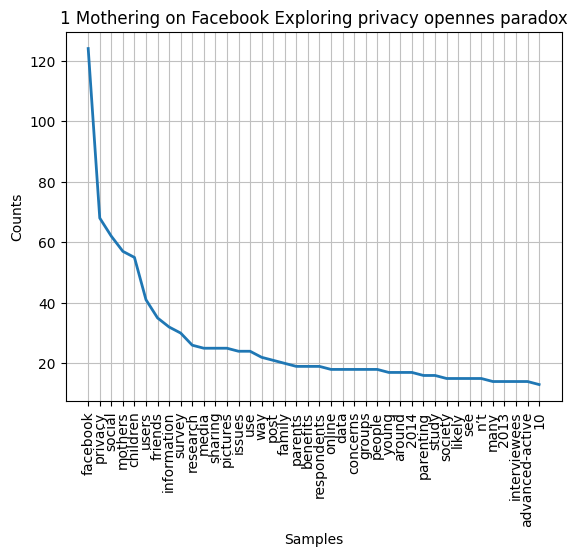 1 Mothering on Facebook Exploring privacy opennes paradox
Counts
120
100
80
60
40
20
facebook
privacy
social
mothers
children
users
friends
information
survey
research
media
sharing
pictures
issues
use
way
post
family
parents
benefits
respondents
online
data
concerns
groups
people
young
around
2014
parenting
study
society
likely
see
n't
many
2013
interviewees
advanced-active
10
Samples